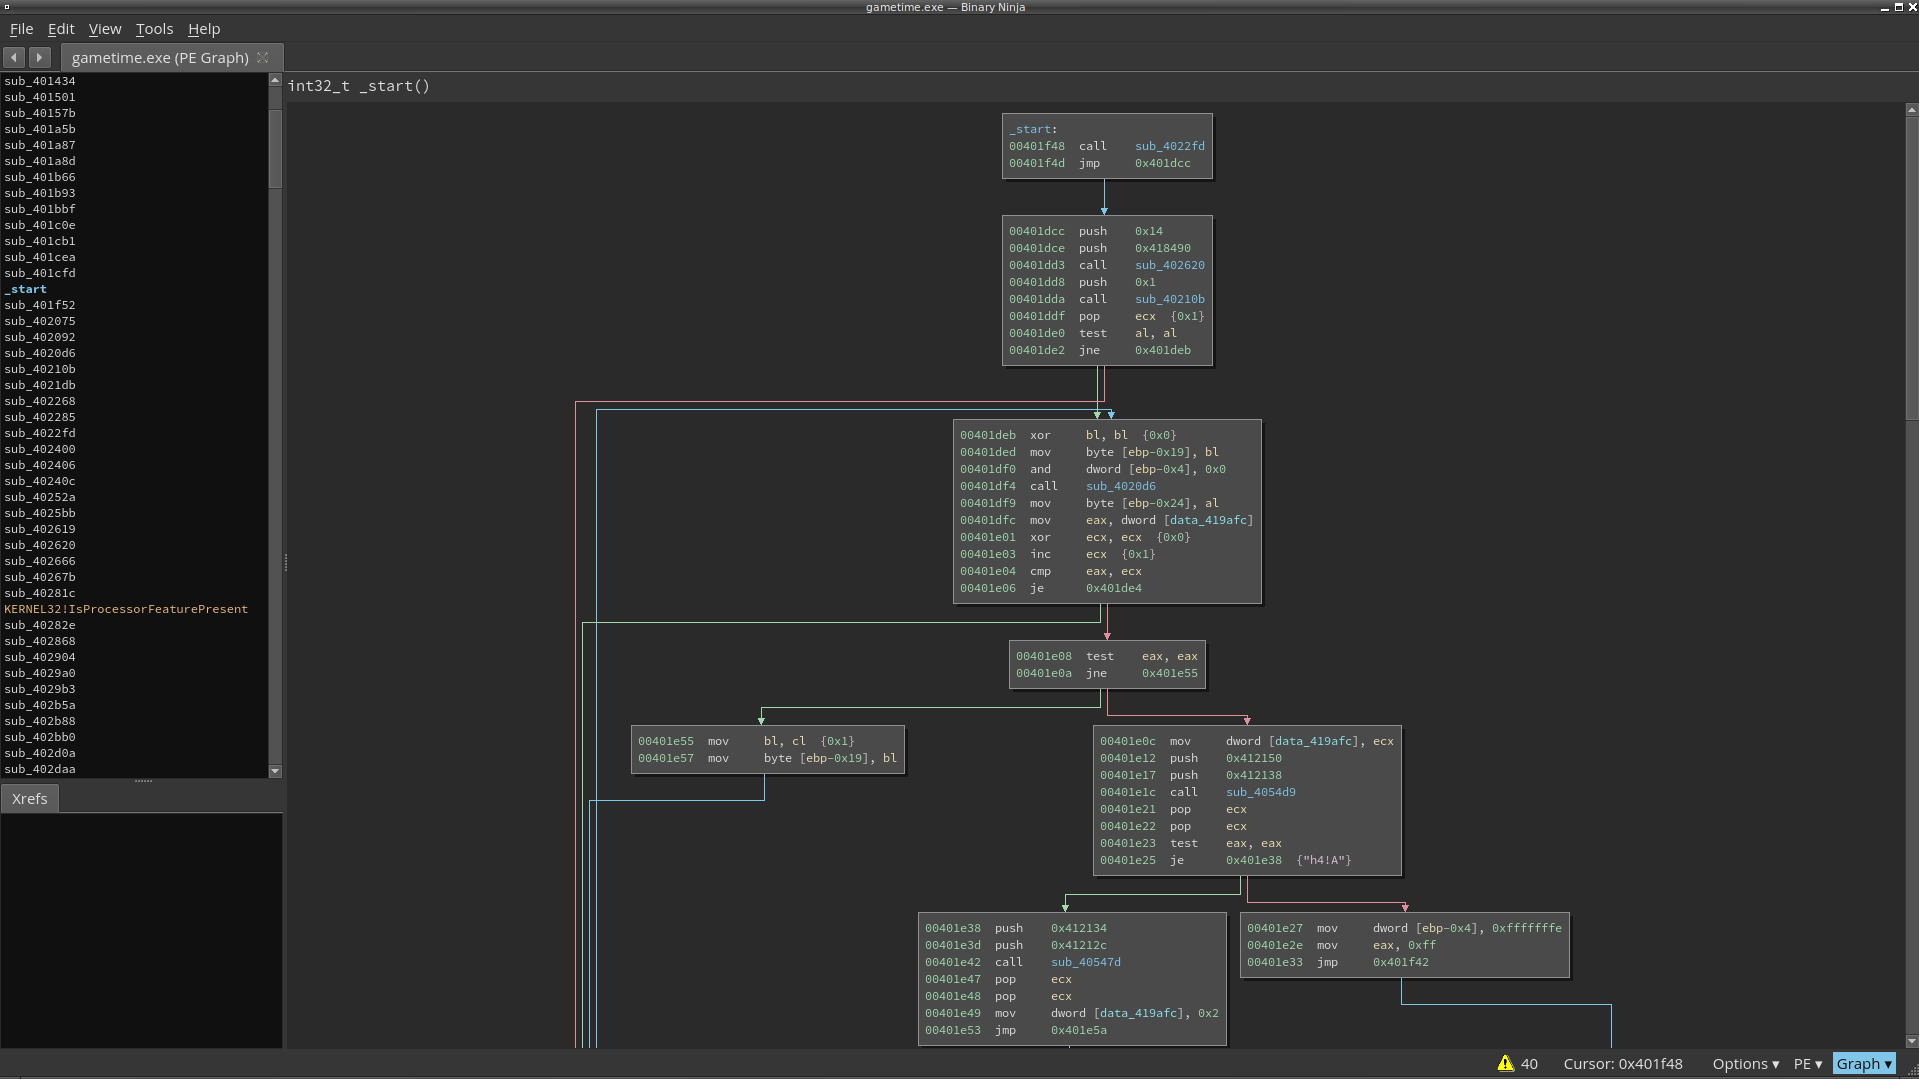 gametime.exe — Binary Ninja
File Edit View Tools Help
gametime.exe (PE Graph)
sub_401434
sub_401501
sub_40157b
sub_401a5b
sub_401a87
sub_401a8d
sub_401b66
sub_401b93
sub_401bbf
sub_401c0e
sub_401cb1
sub_401cea
sub_401cfd
_start
sub_401f52
sub_402075
sub_402092
sub_4020d6
sub_40210b
sub_4021db
sub_402268
sub_402285
sub_4022fd
sub_402400
sub_402406
sub_40240c
sub_40252a
sub_4025bb
sub_402619
sub_402620
sub_402666
sub_40267b
sub_40281c
KERNEL32!IsProcessorFeaturePresent
sub_40282e
sub_402868
sub_402904
sub_4029a0
sub_4029b3
sub_402b5a
sub_402b88
sub_402bb0
sub_402d0a
sub_402daa
Xrefs
int32_t _start()
_start:
00401f48 call sub_4022fd
00401f4d jmp 0x401dcc
00401dcc push 0x14
00401dce push 0x418490
00401dd3 call sub_402620
00401dd8 push 0x1
00401dda call sub_40210b
00401ddf pop ecx {0x1}
00401de0 test al, al
00401de2 jne 0x401deb
00401deb xor bl, bl {0x0}
00401ded mov byte [ebp-0x19], bl
00401df0 and dword [ebp-0x4], 0x0
00401df4 call sub_4020d6
00401df9 mov byte [ebp-0x24], al
00401dfc mov eax, dword [data_419afc]
00401e01 xor ecx, ecx {0x0}
00401e03 inc ecx {0x1}
00401e04 cmp eax, ecx
00401e06 je 0x401de4
00401e08 test eax, eax
00401e0a jne 0x401e55
00401e55 mov bl, cl {0x1}
00401e57 mov byte [ebp-0x19], bl
00401e0c mov dword [data_419afc], ecx
00401e12 push 0x412150
00401e17 push 0x412138
00401e1c call sub_4054d9
00401e21 pop ecx
00401e22 pop ecx
00401e23 test eax, eax
00401e25 je 0x401e38 {"h4!A"}
00401e38 push 0x412134
00401e3d push 0x41212c
00401e42 call sub_40547d
00401e47 pop ecx
00401e48 pop ecx
00401e49 mov dword [data_419afc], 0x2
00401e53 jmp 0x401e5a
00401e27 mov dword [ebp-0x4], 0xfffffffe
00401e2e mov eax, 0xff
00401e33 jmp 0x401f42
40 Cursor: 0x401f48 Options ▾ PE ▾ Graph ▾